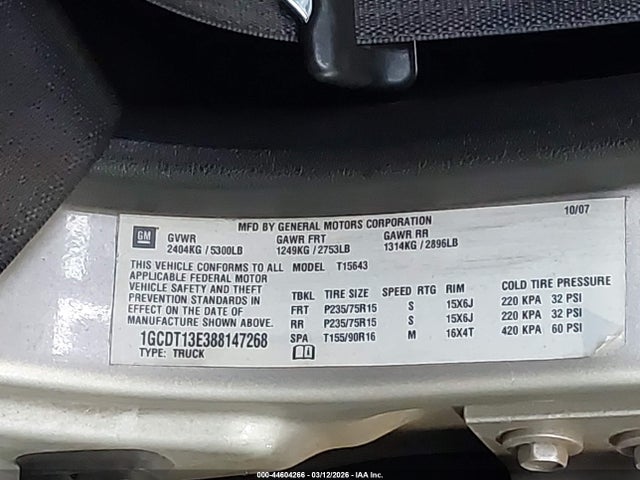 MFD BY GENERAL MOTORS CORPORATION 10/07
GM
GVWR GAWR FRT GAWR RR
2404KG / 5300LB 1249KG / 2753LB 1314KG / 2896LB
THIS VEHICLE CONFORMS TO ALL MODEL T15643
APPLICABLE FEDERAL MOTOR
VEHICLE SAFETY AND THEFT
PREVENTION STANDARDS IN
EFFECT ON THE DATE OF
MANUFACTURE SHOWN ABOVE.
1GCDT13E388147268
TYPE: TRUCK
TBKL TIRE SIZE SPEED RTG RIM COLD TIRE PRESSURE
FRT P235/75R15 S 15X6J 220 KPA 32 PSI
RR P235/75R15 S 15X6J 220 KPA 32 PSI
SPA T155/90R16 M 16X4T 420 KPA 60 PSI
000-44604266 - 03/12/2026 - IAA Inc.